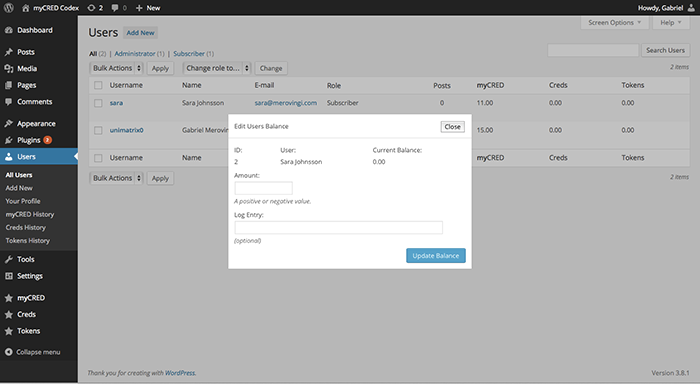 myCRED Codex 2 0 + New Howdy, Gabriel
Dashboard
Posts
Media
Pages
Comments
Appearance
Plugins 3
Users
All Users
Add New
Your Profile
myCRED History
Creds History
Tokens History
Tools
Settings
myCRED
Creds
Tokens
Collapse menu
Screen Options Help
Users Add New
All (2) | Administrator (1) | Subscriber (1)
Search Users
Bulk Actions Apply Change role to... Change 2 items
Username Name E-mail Role Posts myCRED Creds Tokens
sara Sara Johnsson sara@merovingi.com Subscriber 0 11.00 0.00 0.00
unimatrix0 Gabriel Merovin 15.00 0.00 0.00
Username Name myCRED Creds Tokens
Bulk Actions Apply 2 items
Edit Users Balance Close
ID: User: Current Balance:
2 Sara Johnsson 0.00
Amount:
A positive or negative value.
Log Entry:
(optional)
Update Balance
Thank you for creating with WordPress. Version 3.8.1